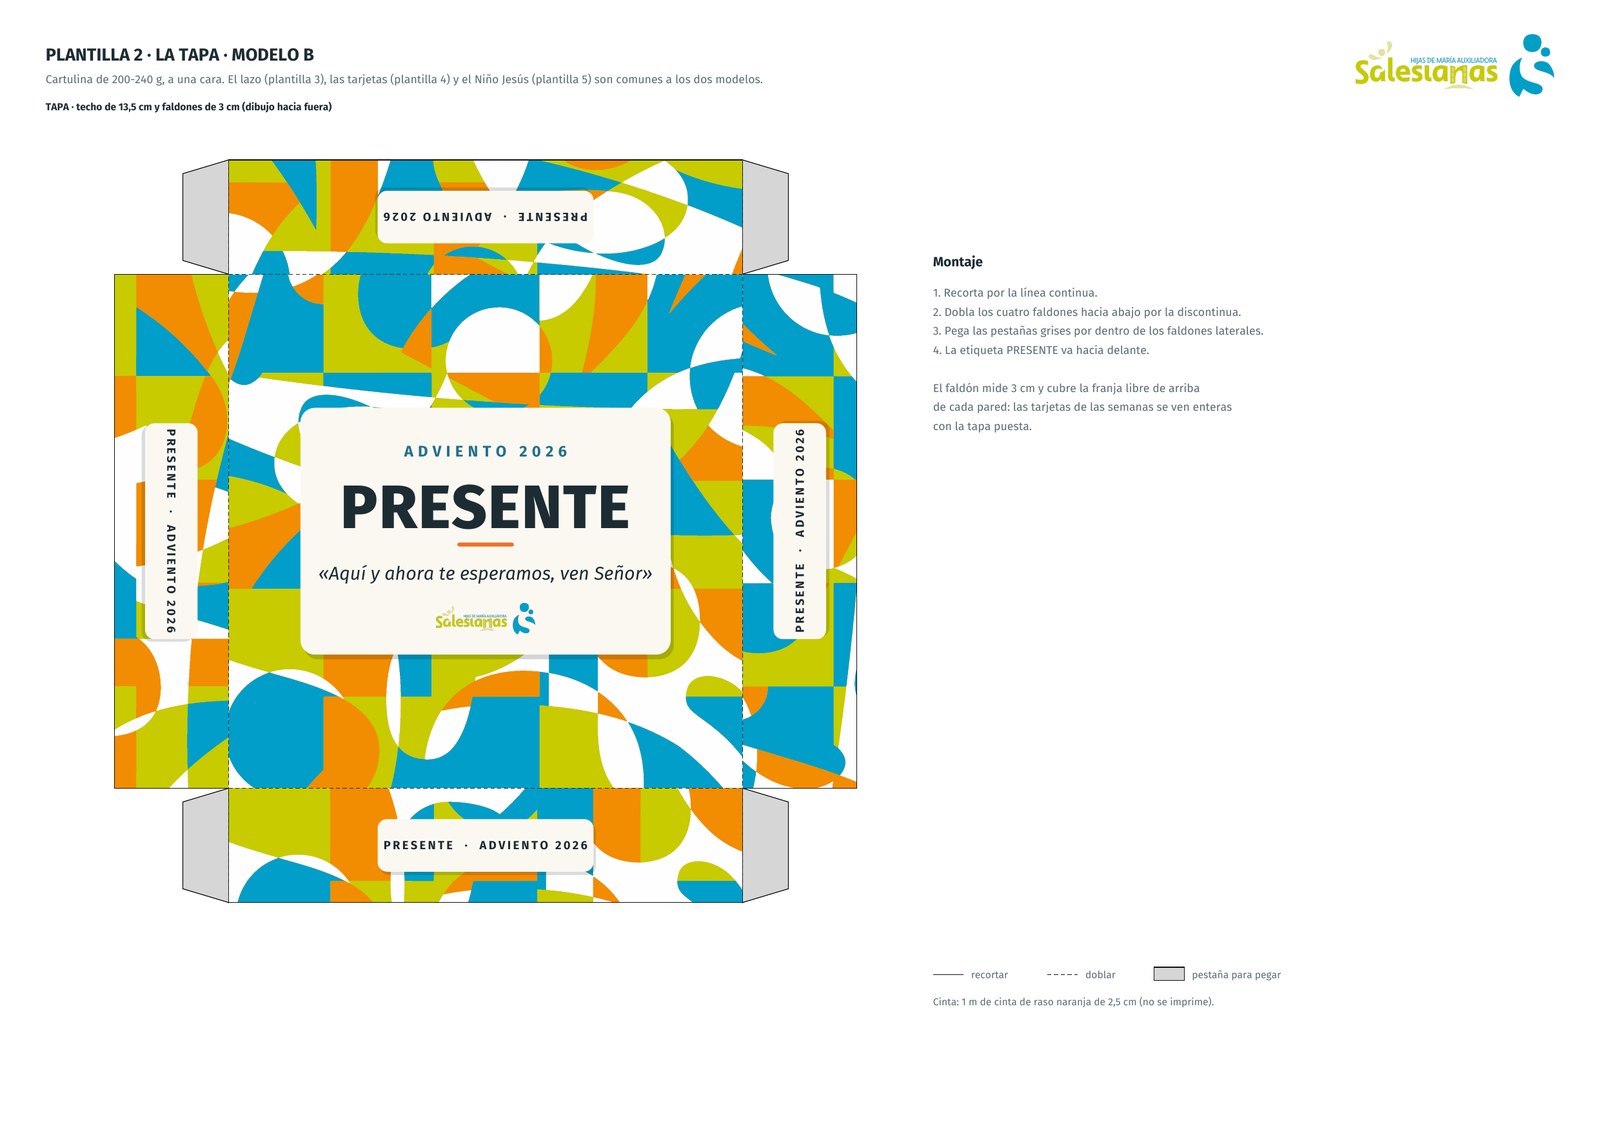 PLANTILLA 2 · LA TAPA · MODELO B
Cartulina de 200-240 g, a una cara. El lazo (plantilla 3), las tarjetas (plantilla 4) y el Niño Jesús (plantilla 5) son comunes a los dos modelos.
TAPA · techo de 13,5 cm y faldones de 3 cm (dibujo hacia fuera)
HIJAS DE MARÍA AUXILIADORA
Salesianas
PRESENTE · ADVIENTO 2026
PRESENTE · ADVIENTO 2026
ADVIENTO 2026
PRESENTE
«Aquí y ahora te esperamos, ven Señor»
HIJAS DE MARÍA AUXILIADORA
Salesianas
PRESENTE · ADVIENTO 2026
PRESENTE · ADVIENTO 2026
Montaje
1. Recorta por la línea continua.
2. Dobla los cuatro faldones hacia abajo por la discontinua.
3. Pega las pestañas grises por dentro de los faldones laterales.
4. La etiqueta PRESENTE va hacia delante.
El faldón mide 3 cm y cubre la franja libre de arriba
de cada pared: las tarjetas de las semanas se ven enteras
con la tapa puesta.
recortar
doblar
pestaña para pegar
Cinta: 1 m de cinta de raso naranja de 2,5 cm (no se imprime).